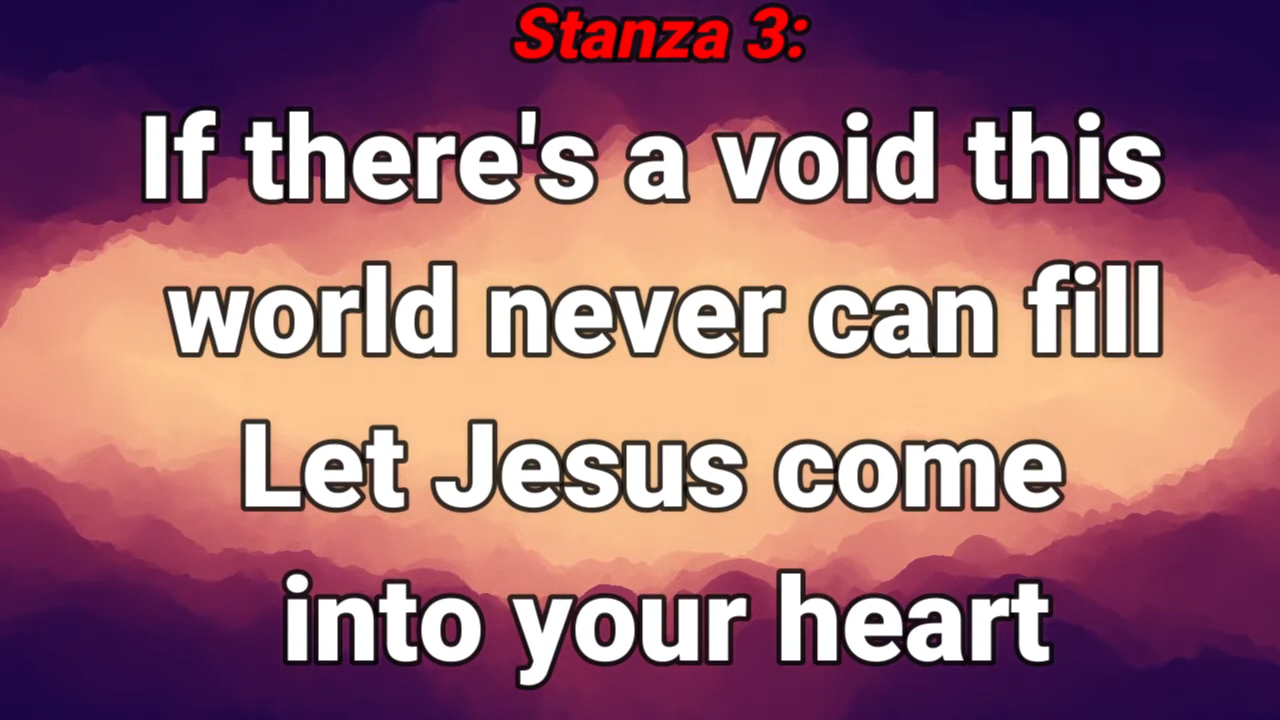 Stanza 3:
If there's a void this
world never can fill
Let Jesus come
into your heart